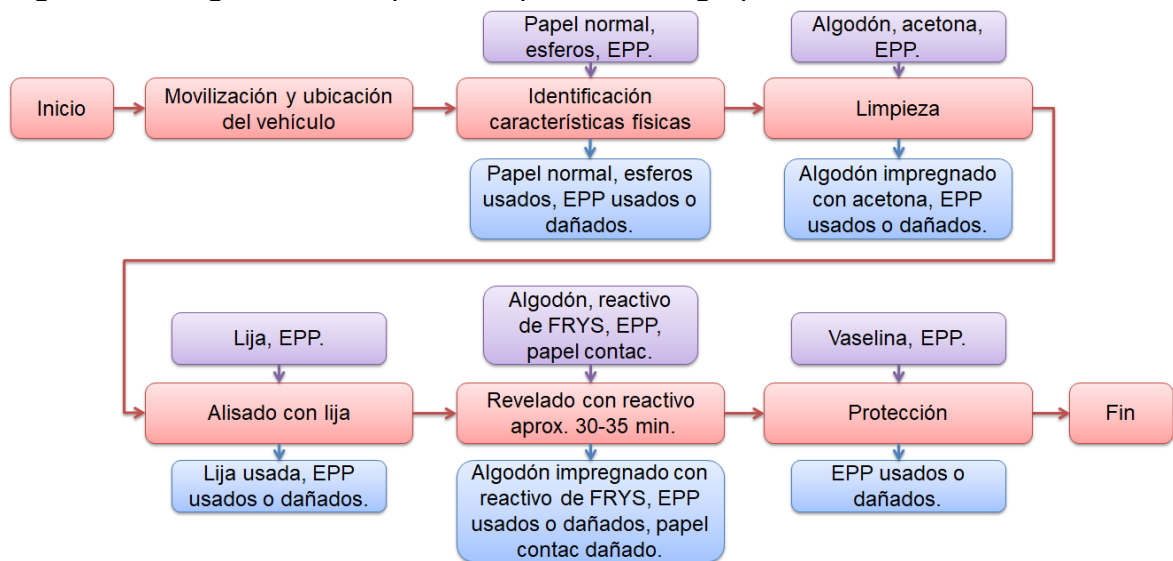 Papel normal,
esferos, EPP.
Algodón, acetona,
EPP.
Inicio
Movilización y ubicación
del vehículo
Identificación
características físicas
Limpieza
Papel normal, esferos
usados, EPP usados o
dañados.
Algodón impregnado
con acetona, EPP
usados o dañados.
Lija, EPP.
Algodón, reactivo
de FRYS, EPP,
papel contac.
Vaselina, EPP.
Alisado con lija
Revelado con reactivo
aprox. 30-35 min.
Protección
Fin
Lija usada, EPP
usados o dañados.
Algodón impregnado con
reactivo de FRYS, EPP
usados o dañados, papel
contac dañado.
EPP usados o
dañados.